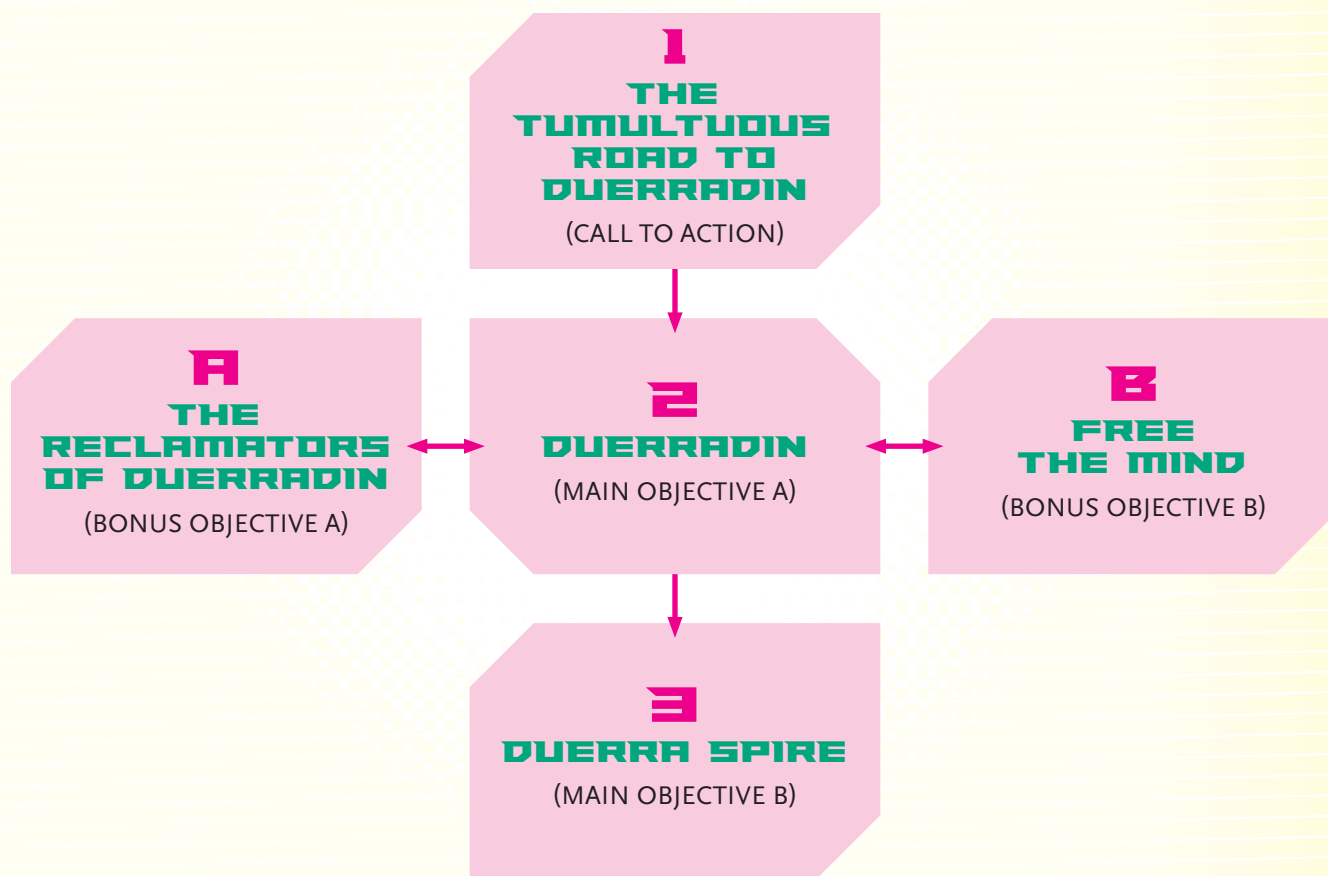 1
THE
TUMULTUOUS
ROAD TO
DUERRADIN
(CALL TO ACTION)
A
THE
RECLAMATORS
OF DUERRADIN
(BONUS OBJECTIVE A)
2
DUERRADIN
(MAIN OBJECTIVE A)
B
FREE
THE MIND
(BONUS OBJECTIVE B)
3
DUERRA SPIRE
(MAIN OBJECTIVE B)